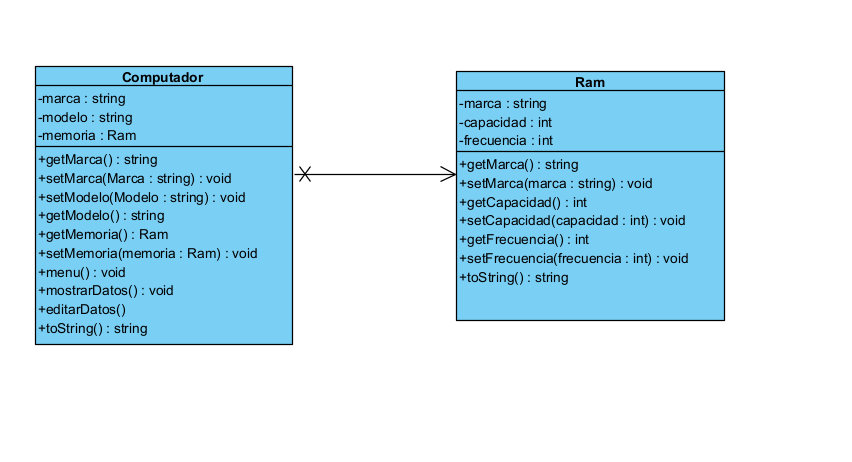 Computador
-marca : string
-modelo : string
-memoria : Ram
+getMarca() : string
+setMarca(Marca : string) : void
+setModelo(Modelo : string) : void
+getModelo() : string
+getMemoria() : Ram
+setMemoria(memoria : Ram) : void
+menu() : void
+mostrarDatos() : void
+editarDatos()
+toString() : string
Ram
-marca : string
-capacidad : int
-frecuencia : int
+getMarca() : string
+setMarca(marca : string) : void
+getCapacidad() : int
+setCapacidad(capacidad : int) : void
+getFrecuencia() : int
+setFrecuencia(frecuencia : int) : void
+toString() : string